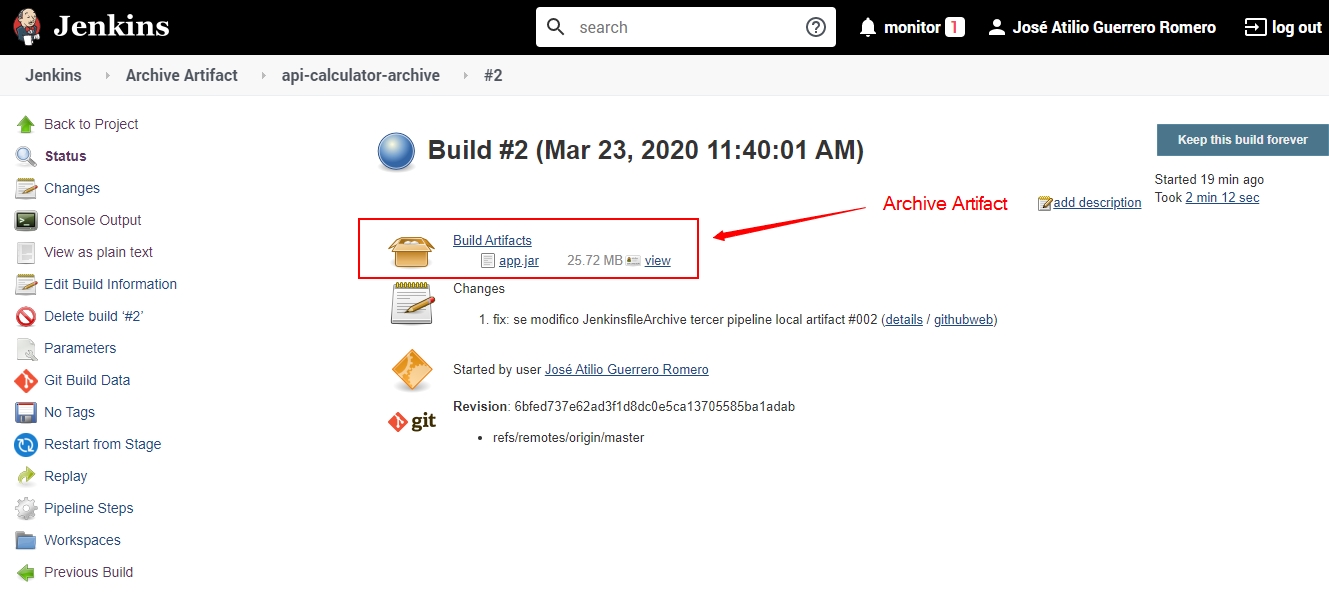 Jenkins
search
monitor 1
José Atilio Guerrero Romero
log out
Jenkins
Archive Artifact
api-calculator-archive
#2
Back to Project
Status
Changes
Console Output
View as plain text
Edit Build Information
Delete build ‘#2’
Parameters
Git Build Data
No Tags
Restart from Stage
Replay
Pipeline Steps
Workspaces
Previous Build
Build #2 (Mar 23, 2020 11:40:01 AM)
Keep this build forever
Started 19 min ago
Took 2 min 12 sec
Archive Artifact
add description
Build Artifacts
app.jar 25.72 MB view
Changes
1. fix: se modifico JenkinsfileArchive tercer pipeline local artifact #002 (details / githubweb)
Started by user José Atilio Guerrero Romero
git
Revision: 6bfed737e62ad3f1d8dc0e5ca13705585ba1adab
• refs/remotes/origin/master